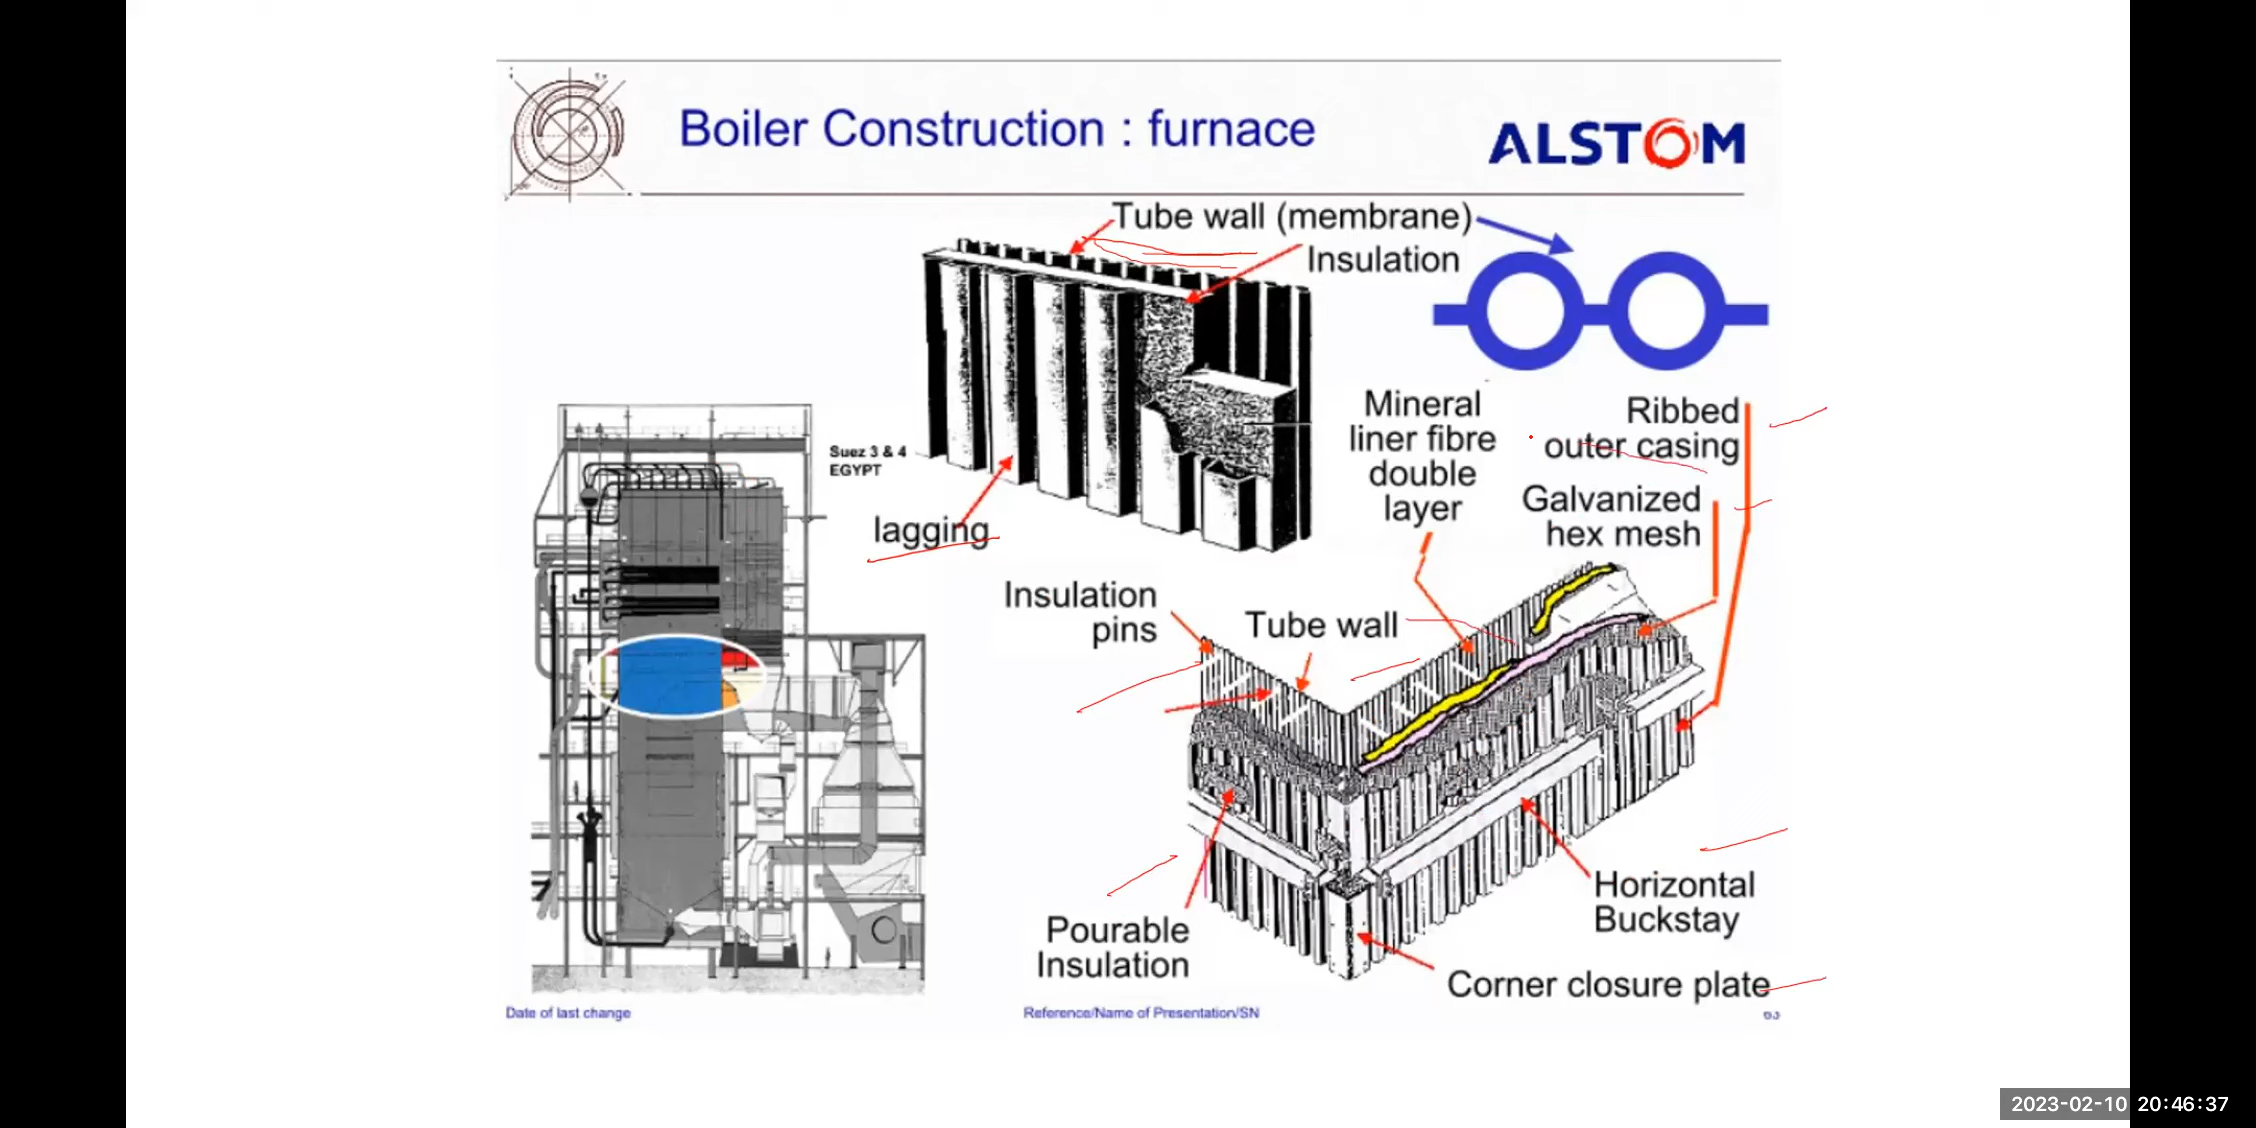 Boiler Construction : furnace
ALSTOM
Tube wall (membrane)
Insulation
Mineral
liner fibre
double
layer
Ribbed
outer casing
Galvanized
hex mesh
Suez 3 & 4
EGYPT
lagging
Insulation
pins
Tube wall
Pourable
Insulation
Horizontal
Buckstay
Corner closure plate
Date of last change
Reference/Name of Presentation/SN
2023-02-10 20:46:37